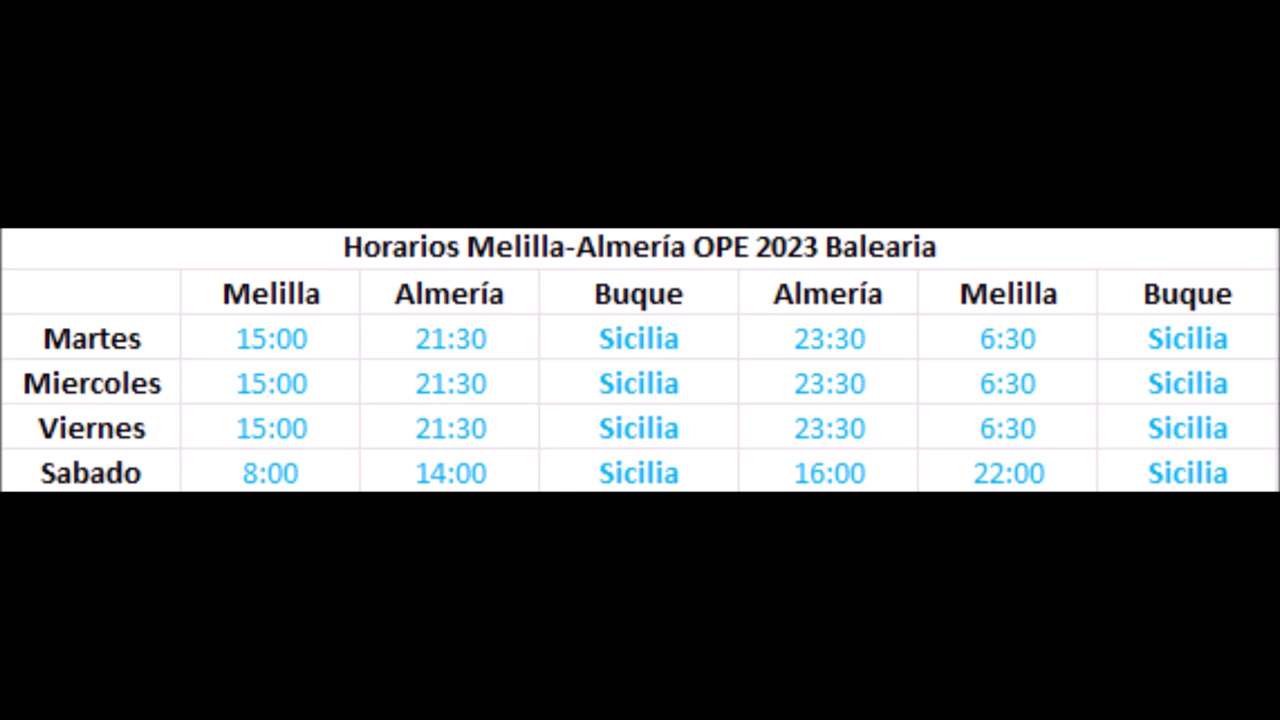 Horarios Melilla-Almería OPE 2023 Balearia
Melilla Almería Buque Almería Melilla Buque
Martes 15:00 21:30 Sicilia 23:30 6:30 Sicilia
Miercoles 15:00 21:30 Sicilia 23:30 6:30 Sicilia
Viernes 15:00 21:30 Sicilia 23:30 6:30 Sicilia
Sabado 8:00 14:00 Sicilia 16:00 22:00 Sicilia